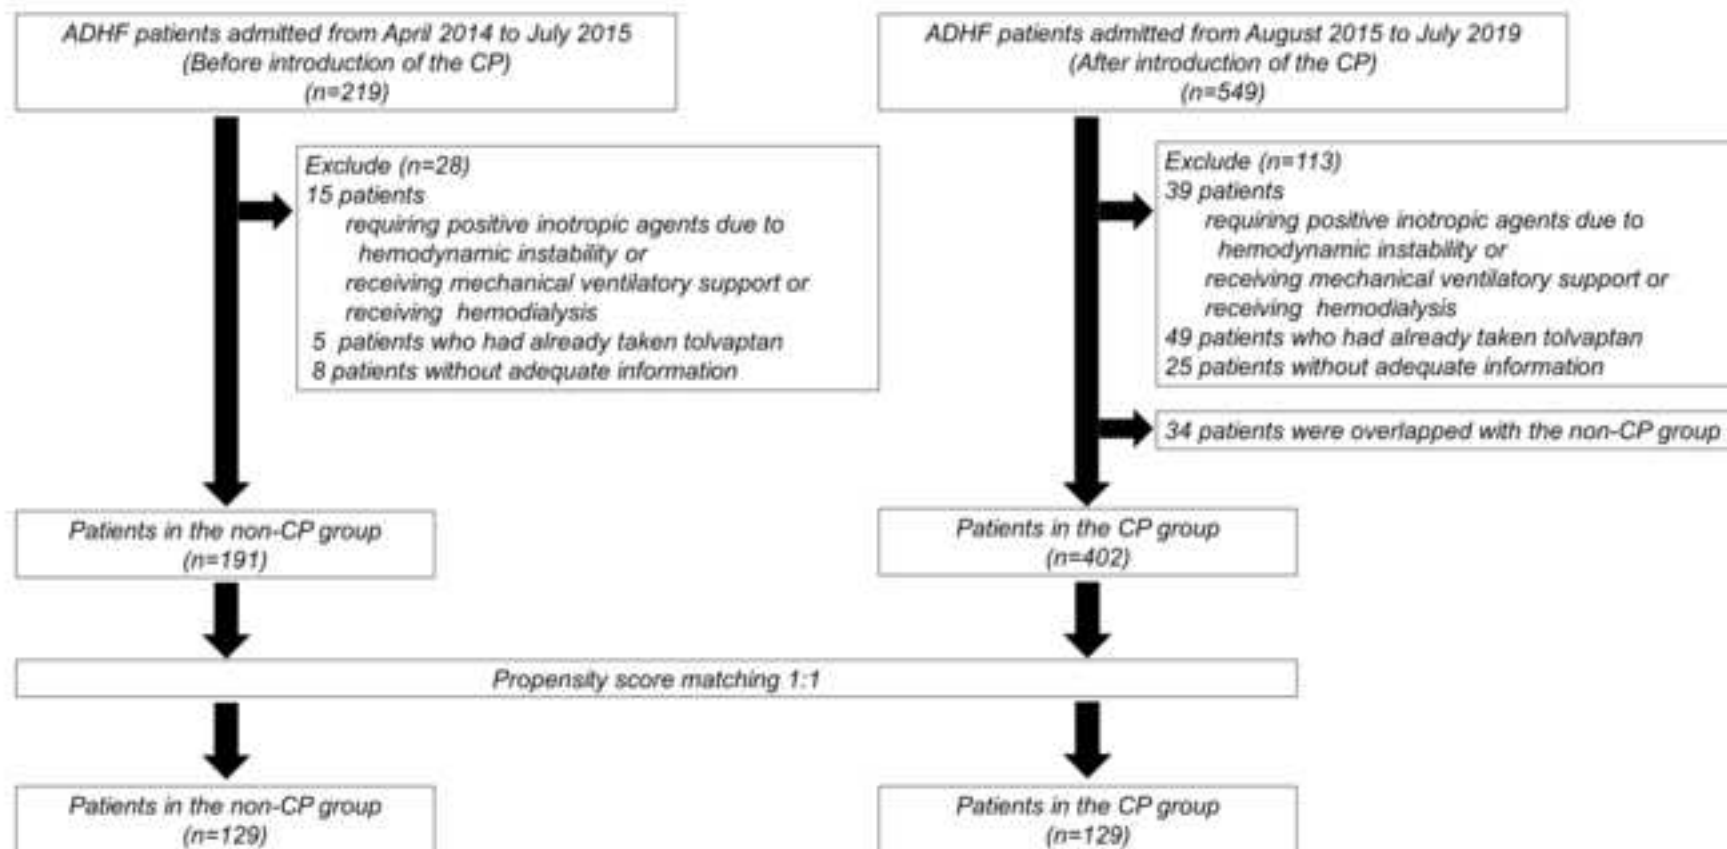 ADHF patients admitted from April 2014 to July 2015
(Before introduction of the CP)
(n=219)
ADHF patients admitted from August 2015 to July 2019
(After introduction of the CP)
(n=549)
Exclude (n=28)
15 patients
requiring positive inotropic agents due to
hemodynamic instability or
receiving mechanical ventilatory support or
receiving hemodialysis
5 patients who had already taken tolvaptan
8 patients without adequate information
Exclude (n=113)
39 patients
requiring positive inotropic agents due to
hemodynamic instability or
receiving mechanical ventilatory support or
receiving hemodialysis
49 patients who had already taken tolvaptan
25 patients without adequate information
34 patients were overlapped with the non-CP group
Patients in the non-CP group
(n=191)
Patients in the CP group
(n=402)
Propensity score matching 1:1
Patients in the non-CP group
(n=129)
Patients in the CP group
(n=129)